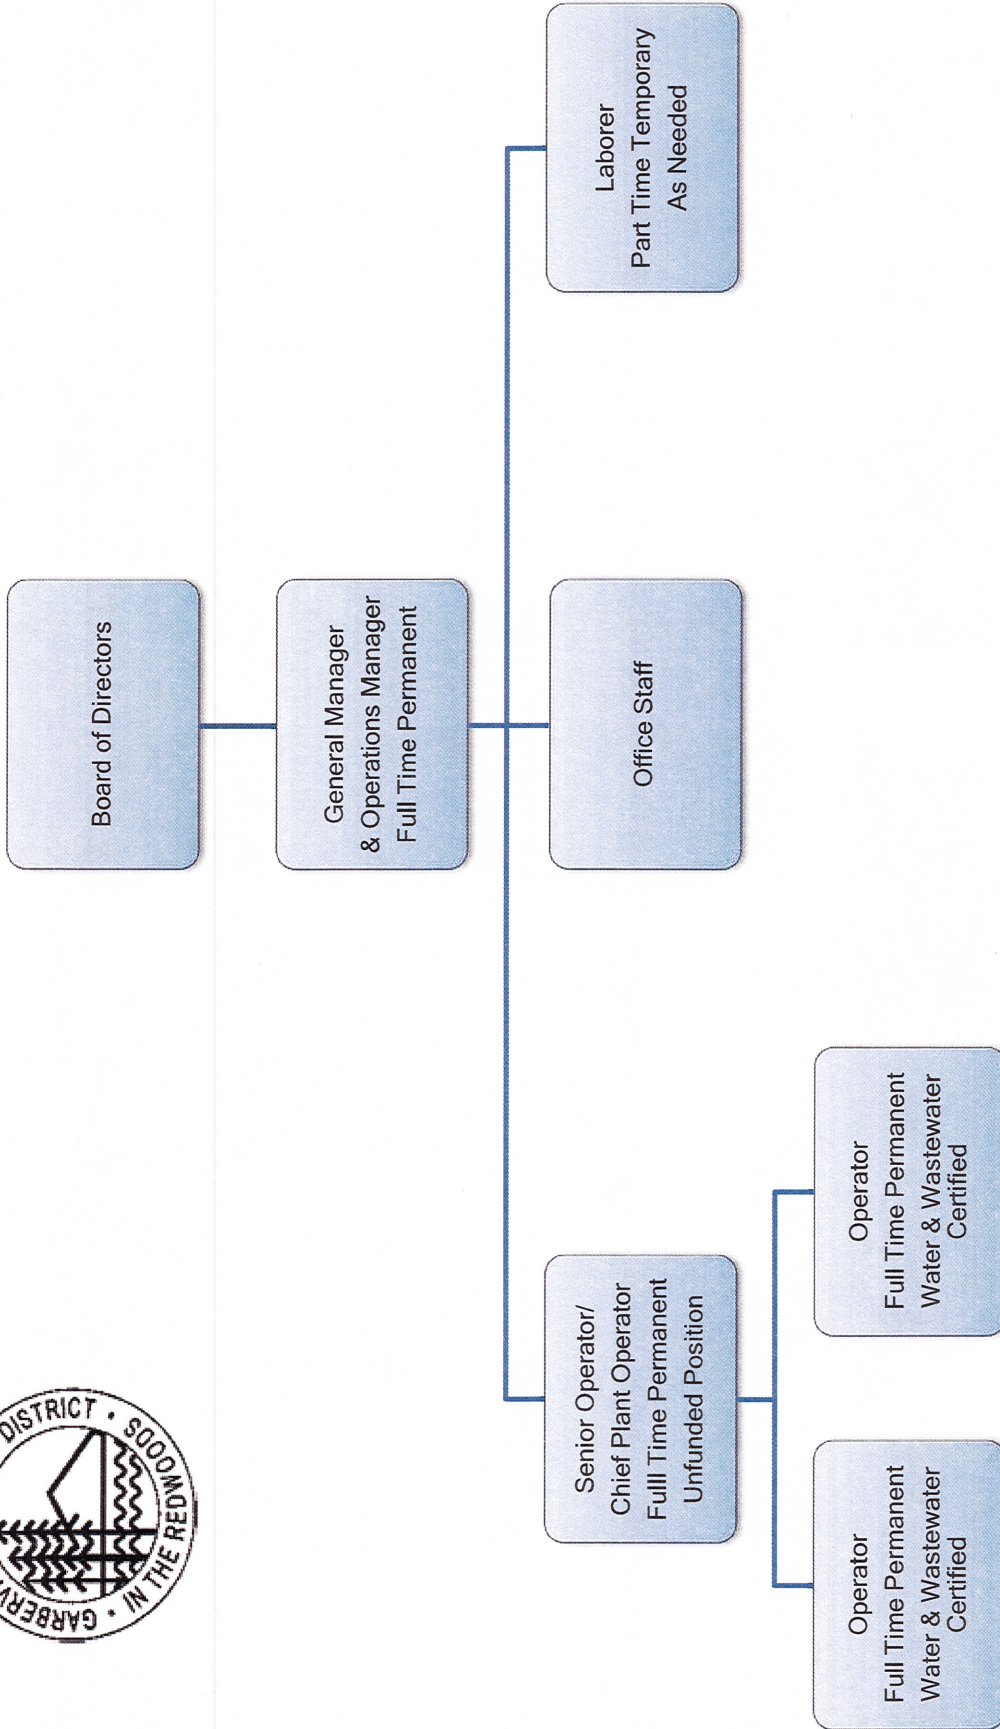 DISTRICT
IN THE REDWOODS
Board of Directors
General Manager
& Operations Manager
Full Time Permanent
Senior Operator/
Chief Plant Operator
Fulll Time Permanent
Unfunded Position
Office Staff
Laborer
Part Time Temporary
As Needed
Operator
Full Time Permanent
Water & Wastewater
Certified
Operator
Full Time Permanent
Water & Wastewater
Certified